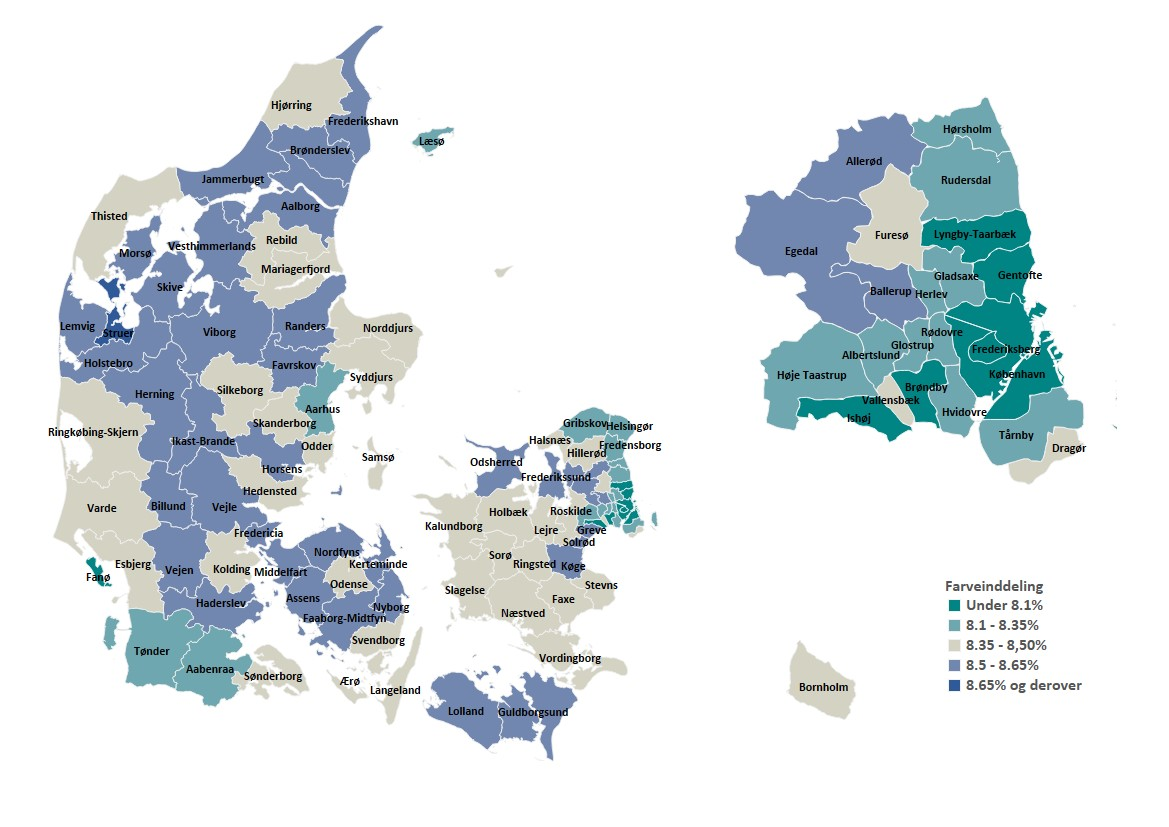 Hjørring
Frederikshavn
Læsø
Brønderslev
Jammerbugt
Aalborg
Thisted
Rebild
Vesthimmerlands
Morsø
Mariagerfjord
Skive
Lemvig
Struer
Viborg
Randers
Norddjurs
Holstebro
Favrskov
Syddjurs
Herning
Silkeborg
Aarhus
Skanderborg
Ringkøbing-Skjern
Ikast-Brande
Odder
Samsø
Horsens
Hedensted
Varde
Billund
Vejle
Fredericia
Esbjerg
Vejen
Kolding
Middelfart
Nordfyns
Kerteminde
Fanø
Odense
Haderslev
Assens
Nyborg
Faaborg-Midtfyn
Svendborg
Tønder
Aabenraa
Sønderborg
Ærø
Langeland
Gribskov
Helsingør
Halsnæs
Fredensborg
Hillerød
Odsherred
Frederikssund
Holbæk
Roskilde
Kalundborg
Lejre
Greve
Solrød
Sorø
Ringsted
Køge
Slagelse
Stevns
Faxe
Næstved
Vordingborg
Lolland
Guldborgsund
Hørsholm
Allerød
Rudersdal
Furesø
Lyngby-Taarbæk
Egedal
Gladsaxe
Gentofte
Ballerup
Herlev
Rødovre
Glostrup
Frederiksberg
Albertslund
Høje Taastrup
København
Brøndby
Vallensbæk
Ishøj
Hvidovre
Tårnby
Dragør
Bornholm
Farveinddeling
Under 8.1%
8.1 - 8.35%
8.35 - 8,50%
8.5 - 8.65%
8.65% og derover